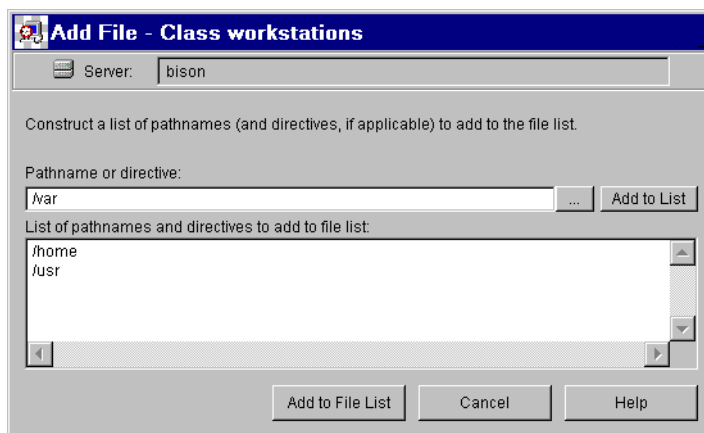 Add File - Class workstations
Server: bison
Construct a list of pathnames (and directives, if applicable) to add to the file list.
Pathname or directive:
/var ... Add to List
List of pathnames and directives to add to file list:
/home
/usr
Add to File List Cancel Help